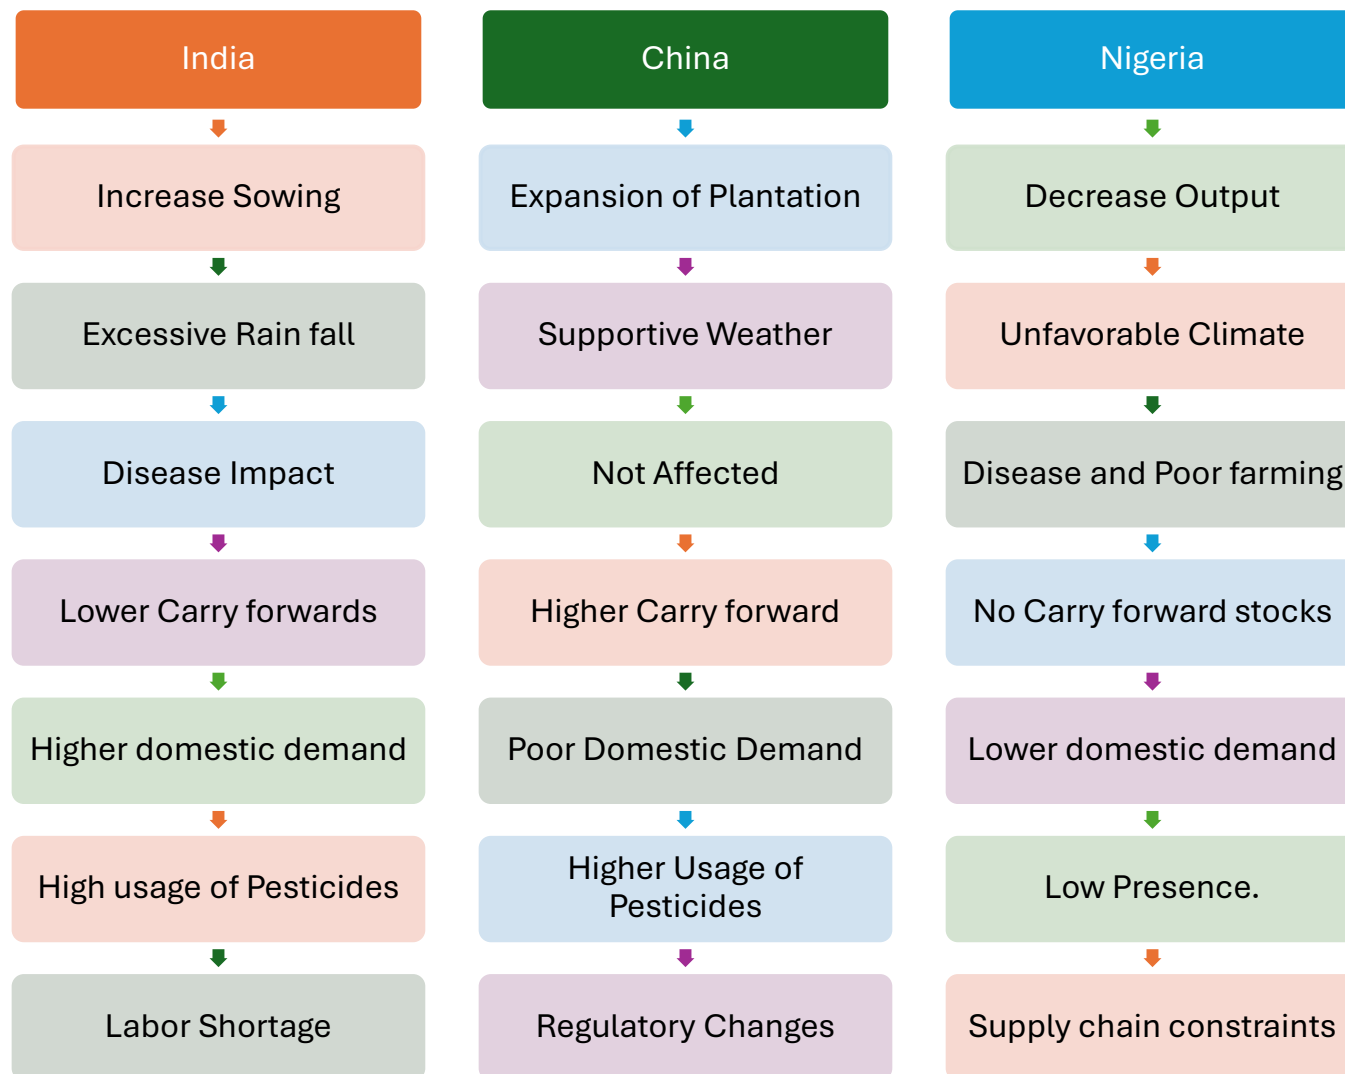 India
Increase Sowing
Excessive Rain fall
Disease Impact
Lower Carry forwards
Higher domestic demand
High usage of Pesticides
Labor Shortage
China
Expansion of Plantation
Supportive Weather
Not Affected
Higher Carry forward
Poor Domestic Demand
Higher Usage of
Pesticides
Regulatory Changes
Nigeria
Decrease Output
Unfavorable Climate
Disease and Poor farming
No Carry forward stocks
Lower domestic demand
Low Presence.
Supply chain constraints